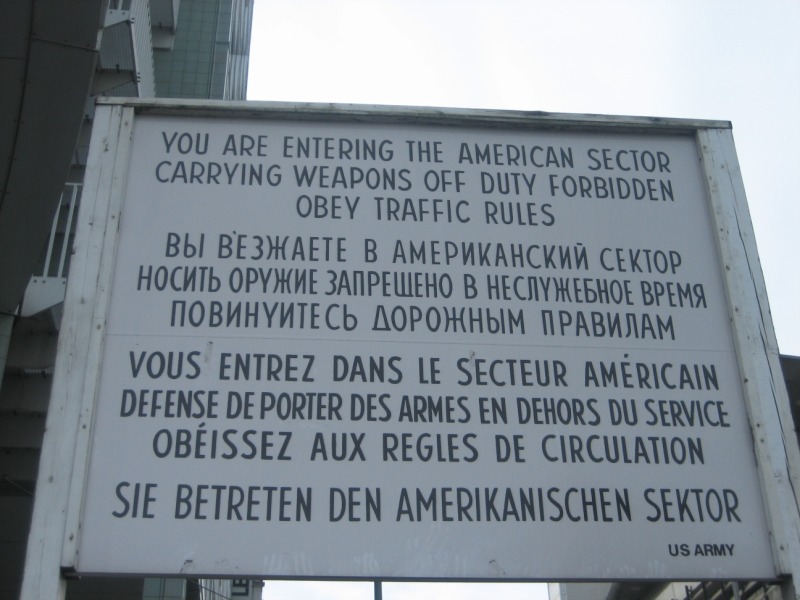 YOU ARE ENTERING THE AMERICAN SECTOR
CARRYING WEAPONS OFF DUTY FORBIDDEN
OBEY TRAFFIC RULES
ВЫ В'ЕЗЖАЕТЕ В АМЕРИКАНСКИЙ СЕКТОР
НОСИТЬ ОРУЖИЕ ЗАПРЕЩЕНО В НЕСЛУЖЕБНОЕ ВРЕМЯ
ПОВИНУИТЕСЬ ДОРОЖНЫМ ПРАВИЛАМ
VOUS ENTREZ DANS LE SECTEUR AMÉRICAIN
DEFENSE DE PORTER DES ARMES EN DEHORS DU SERVICE
OBÉISSEZ AUX REGLES DE CIRCULATION
SIE BETRETEN DEN AMERIKANISCHEN SEKTOR
US ARMY